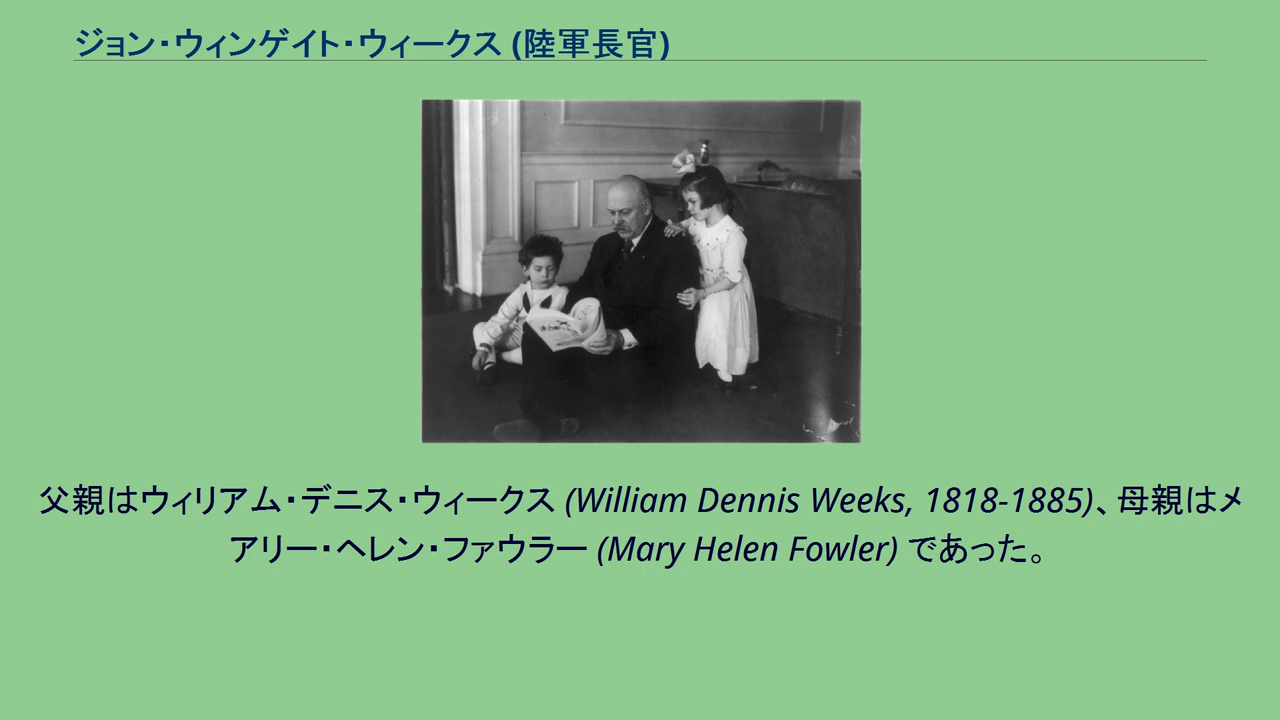 ジョン・ウィンゲイト・ウィークス (陸軍長官)
父親はウィリアム・デニス・ウィークス (William Dennis Weeks, 1818-1885)、母親はメ
アリー・ヘレン・ファウラー (Mary Helen Fowler) であった。